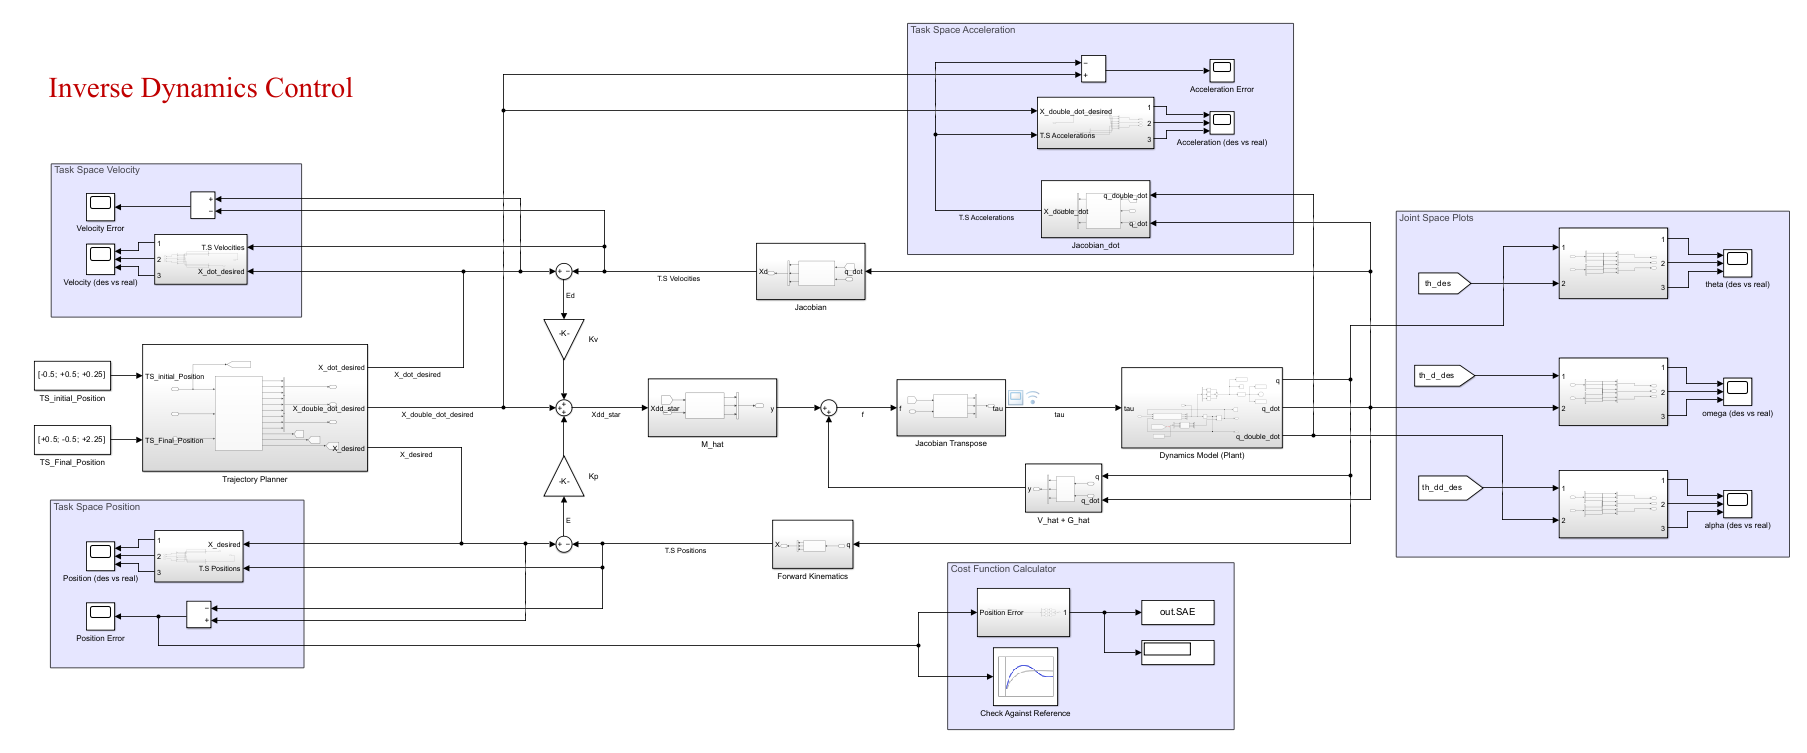 Inverse Dynamics Control
Task Space Acceleration
−
+
Acceleration Error
X_double_dot_desired
T.S Accelerations
1
2
3
Acceleration (des vs real)
q_double_dot
X_double_dot
q_dot
T.S Accelerations
Jacobian_dot
Task Space Velocity
+
−
Velocity Error
1
2
3
T.S Velocities
X_dot_desired
Velocity (des vs real)
+ −
T.S Velocities
Xd
q_dot
Jacobian
Ed
-K-
Kv
Joint Space Plots
th_des
1
2
1
2
3
theta (des vs real)
th_d_des
1
2
1
2
3
omega (des vs real)
th_dd_des
1
2
1
2
3
alpha (des vs real)
[-0.5; +0.5; +0.25]
TS_initial_Position
[+0.5; -0.5; +2.25]
TS_Final_Position
TS_initial_Position
TS_Final_Position
X_dot_desired
X_double_dot_desired
X_desired
Trajectory Planner
X_dot_desired
X_double_dot_desired
X_desired
+
+
+
Xdd_star
Xdd_star
y
M_hat
+
+
f
f
tau
Jacobian Transpose
tau
tau
q
q_dot
q_double_dot
Dynamics Model (Plant)
-K-
Kp
E
y
q
q_dot
V_hat + G_hat
Task Space Position
1
2
3
X_desired
T.S Positions
Position (des vs real)
−
+
Position Error
+ −
T.S Positions
X
q
Forward Kinematics
Cost Function Calculator
Position Error
1
out.SAE
Check Against Reference